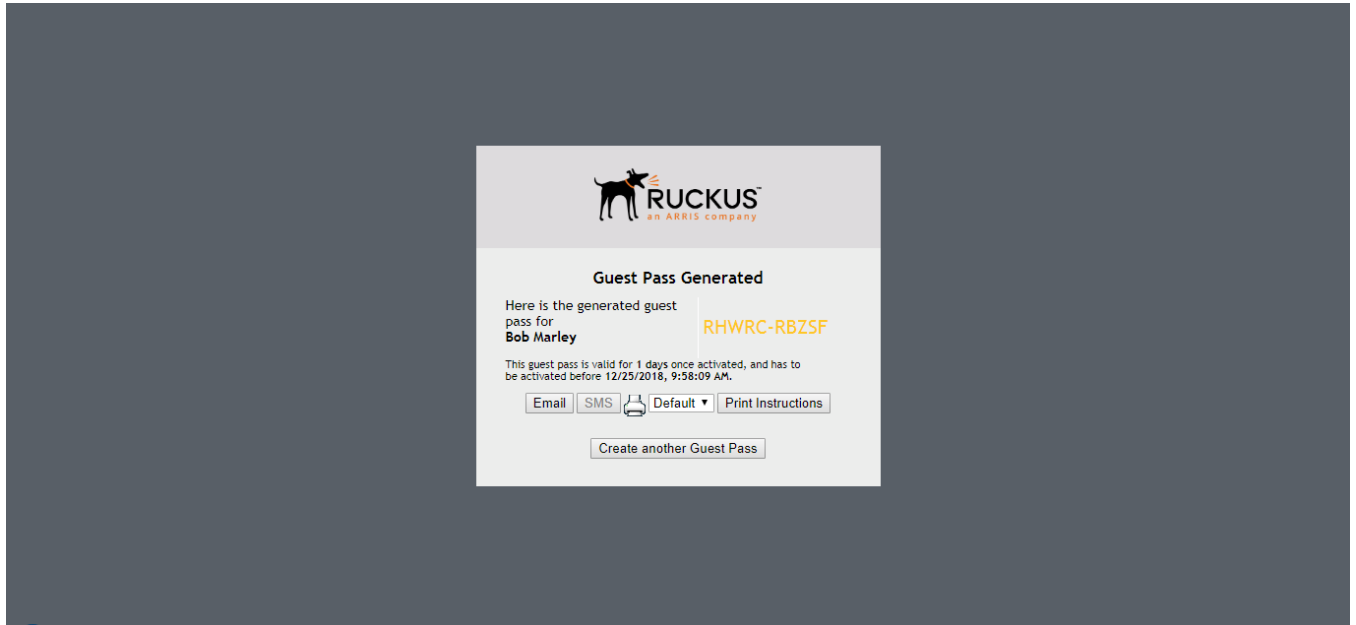 RUCKUS™
an ARRIS company
Guest Pass Generated
Here is the generated guest
pass for
Bob Marley
RHWRC-RBZSF
This guest pass is valid for 1 days once activated, and has to
be activated before 12/25/2018, 9:58:09 AM.
Email SMS Default Print Instructions
Create another Guest Pass